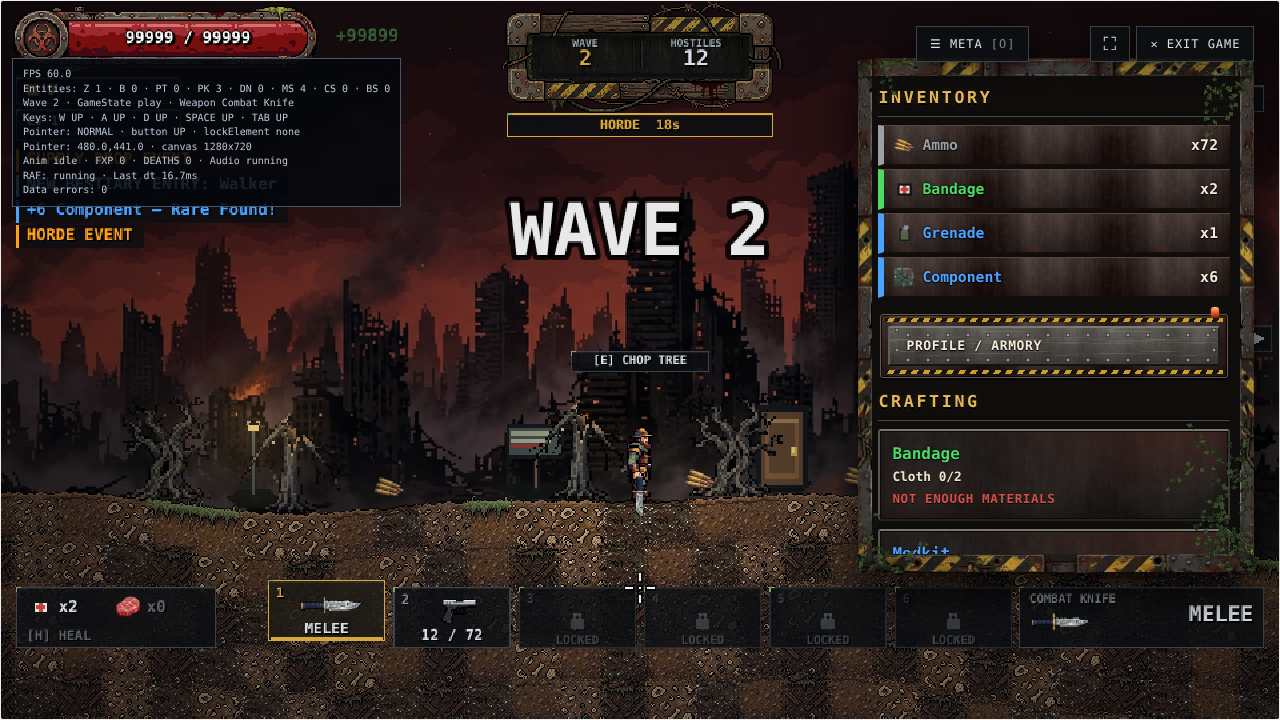 99999 / 99999
+99899
FPS 60.0
Entities: Z 1 · B 0 · PT 0 · PK 3 · DN 0 · MS 4 · CS 0 · BS 0
Wave 2 · GameState play · Weapon Combat Knife
Keys: W UP · A UP · D UP · SPACE UP · TAB UP
Pointer: NORMAL · button UP · lockElement none
Pointer: 480.0,441.0 · canvas 1280x720
Anim idle · FXP 0 · DEATHS 0 · Audio running
RAF: running · Last dt 16.7ms
Data errors: 0
BESTIARY ENTRY: Walker
+6 Component — Rare Found!
HORDE EVENT
WAVE
2
HOSTILES
12
HORDE 18s
WAVE 2
[E] CHOP TREE
☰ META [O]
✕ EXIT GAME
INVENTORY
Ammo x72
Bandage x2
Grenade x1
Component x6
PROFILE / ARMORY
CRAFTING
Bandage
Cloth 0/2
NOT ENOUGH MATERIALS
Medkit
x2
x0
[H] HEAL
1
MELEE
2
12 / 72
3
LOCKED
4
LOCKED
5
LOCKED
6
LOCKED
COMBAT KNIFE
MELEE